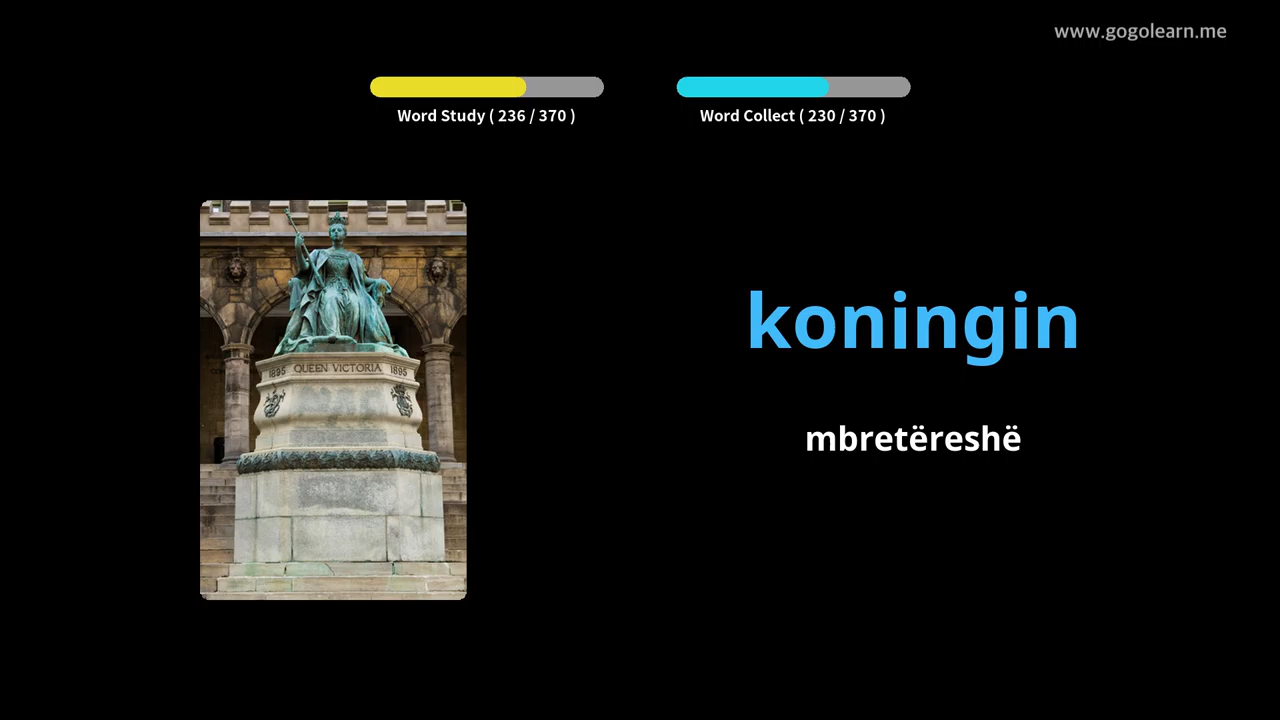 www.gogolearn.me
Word Study ( 236 / 370 )
Word Collect ( 230 / 370 )
1895 QUEEN VICTORIA 1895
koningin
mbretëreshë